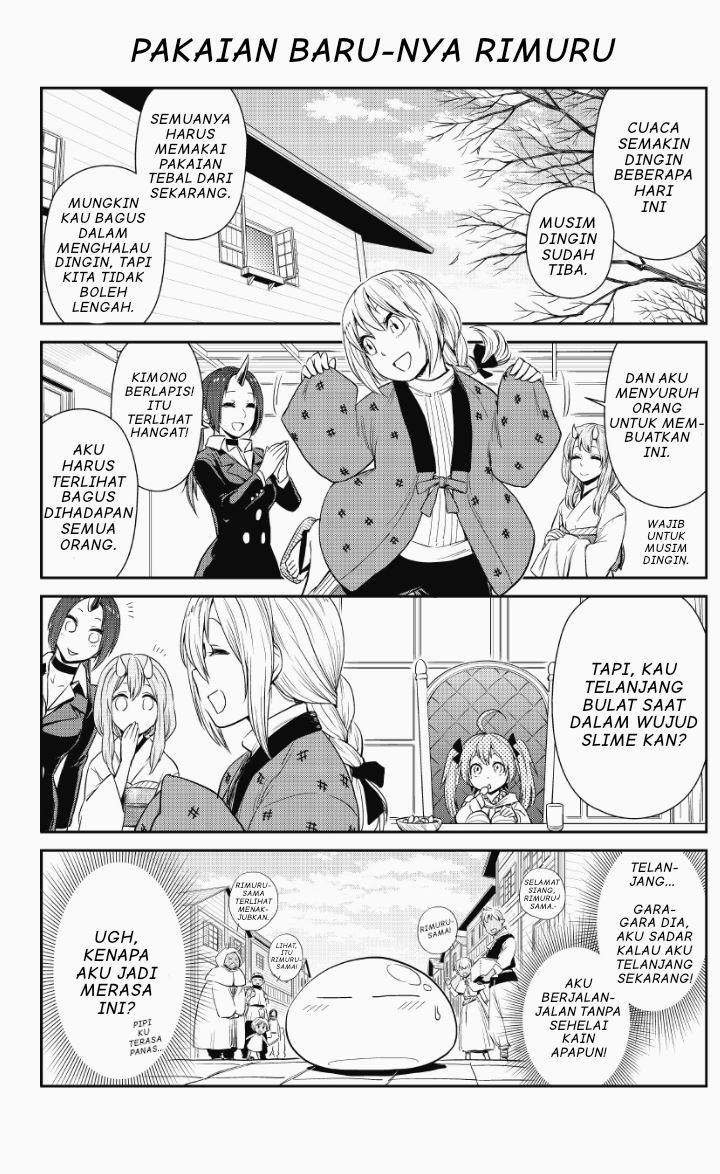 PAKAIAN BARU-NYA RIMURU
CUACA
SEMAKIN
DINGIN
BEBERAPA
HARI
INI
MUSIM
DINGIN
SUDAH
TIBA.
SEMUANYA
HARUS
MEMAKAI
PAKAIAN
TEBAL DARI
SEKARANG.
MUNGKIN
KAU BAGUS
DALAM
MENGHALAU
DINGIN, TAPI
KITA TIDAK
BOLEH
LENGAH.
DAN AKU
MENYURUH
ORANG
UNTUK MEM-
BUATKAN
INI.
WAJIB
UNTUK
MUSIM
DINGIN.
KIMONO
BERLAPIS!
ITU
TERLIHAT
HANGAT!
AKU
HARUS
TERLIHAT
BAGUS
DIHADAPAN
SEMUA
ORANG.
TAPI, KAU
TELANJANG
BULAT SAAT
DALAM WUJUD
SLIME KAN?
TELAN-
JANG...
GARA-
GARA DIA,
AKU SADAR
KALAU AKU
TELANJANG
SEKARANG!
SELAMAT
SIANG,
RIMURU-
SAMA.
AKU
BERJALAN-
JALAN TANPA
SEHELAI
KAIN
APAPUN!
RIMURU-
SAMA!
RIMURU-
SAMA
TERLIHAT
MENAK-
JUBKAN.
LIHAT,
ITU
RIMURU-
SAMA!
UGH,
KENAPA
AKU JADI
MERASA
INI?
PIPI
KU
TERASA
PANAS...